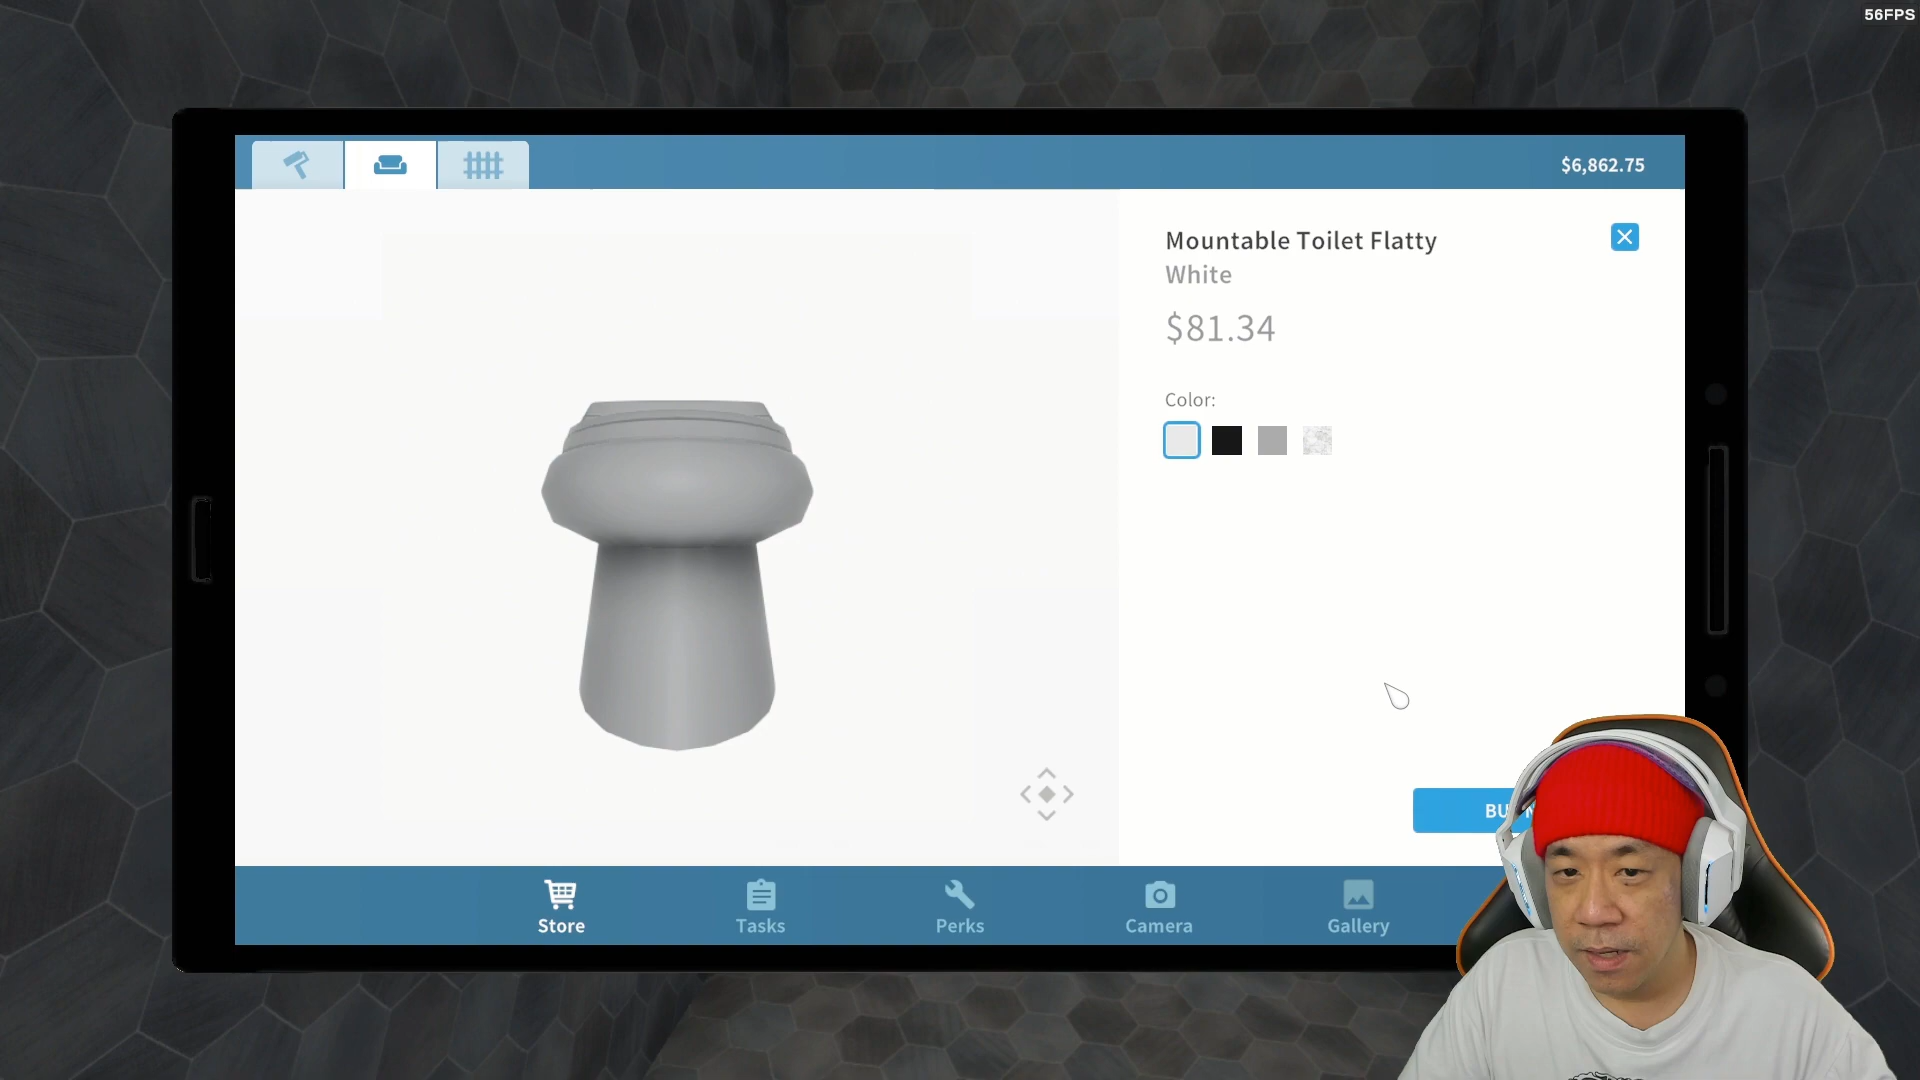 56FPS
$6,862.75
Mountable Toilet Flatty
White
$81.34
Color:
Store
Tasks
Perks
Camera
Gallery